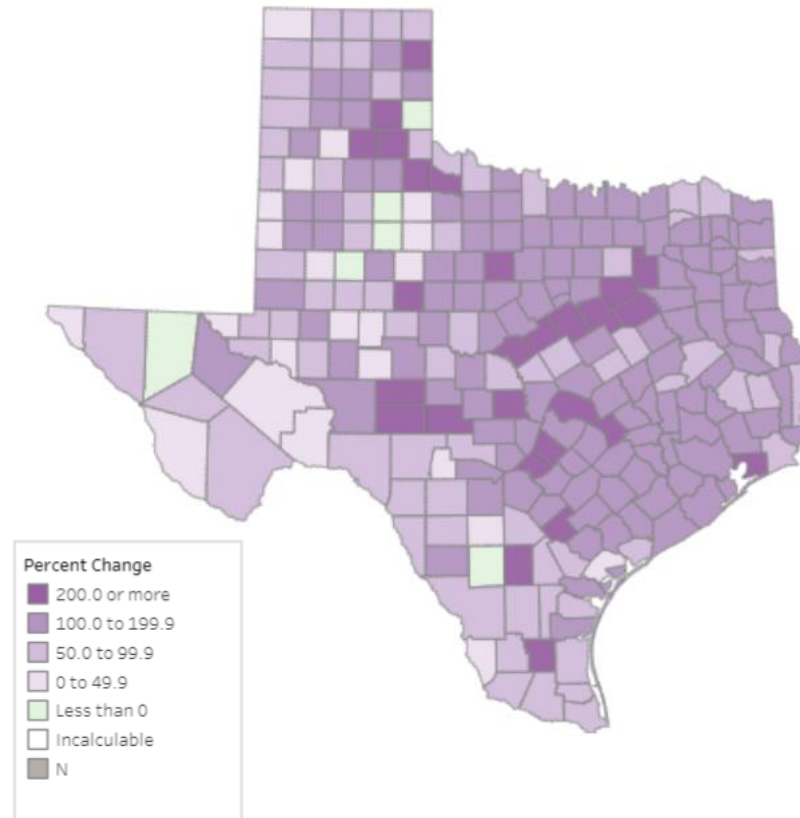 Percent Change
200.0 or more
100.0 to 199.9
50.0 to 99.9
0 to 49.9
Less than 0
Incalculable
N